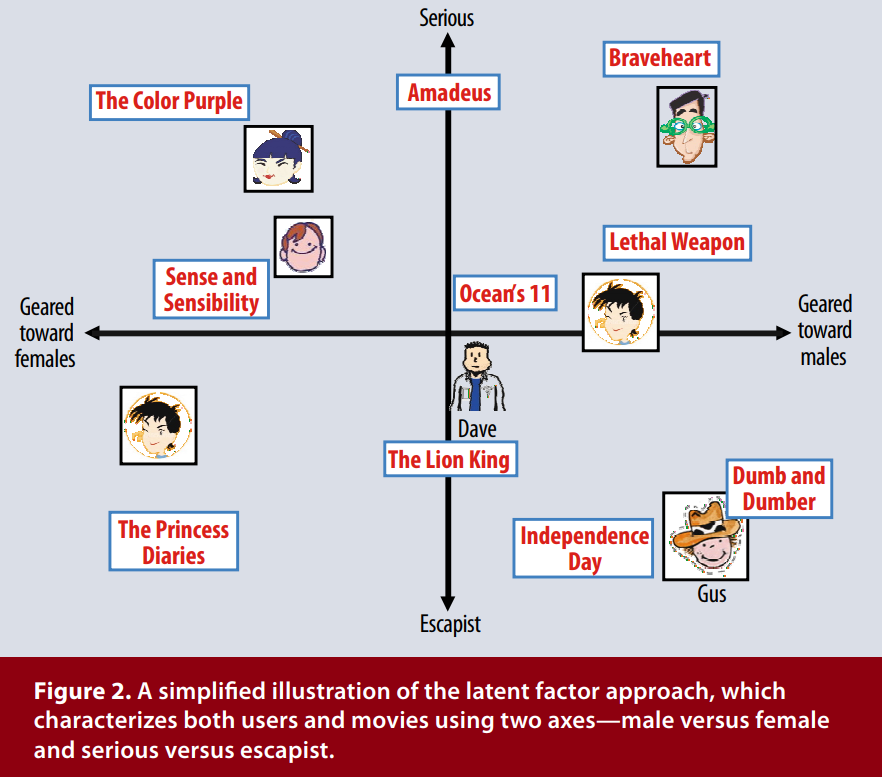 Serious
Braveheart
Amadeus
The Color Purple
Lethal Weapon
Sense and
Sensibility
Ocean's 11
Geared
toward
females
Geared
toward
males
Dave
The Lion King
Dumb and
Dumber
The Princess
Diaries
Independence
Day
Gus
Escapist
Figure 2. A simplified illustration of the latent factor approach, which
characterizes both users and movies using two axes—male versus female
and serious versus escapist.